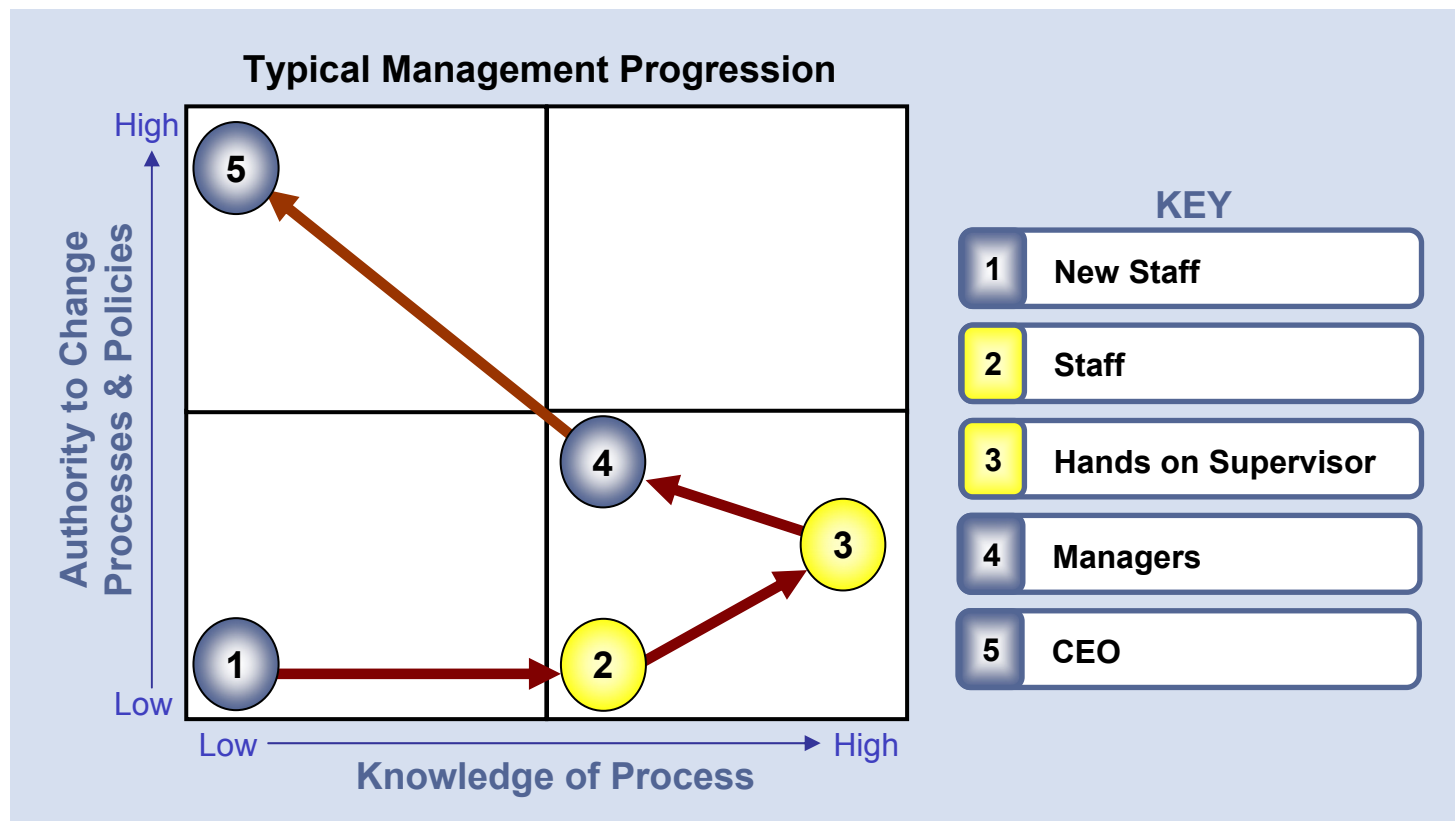 Typical Management Progression
High
Authority to Change
Processes & Policies
Low
5
4
3
1
2
Low
High
Knowledge of Process
KEY
1 New Staff
2 Staff
3 Hands on Supervisor
4 Managers
5 CEO